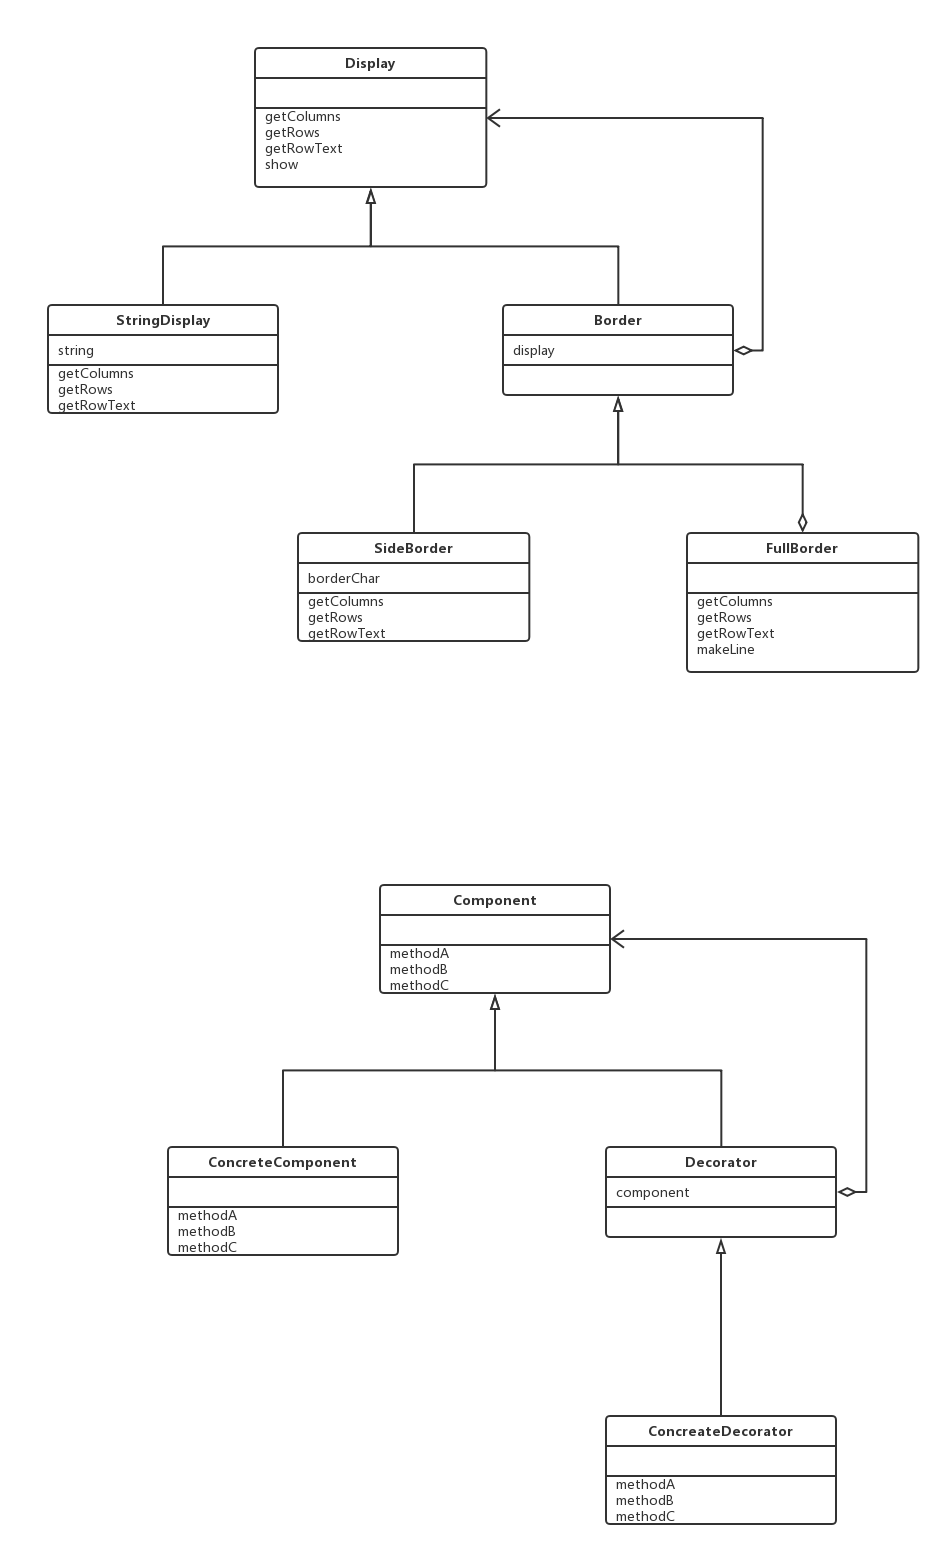 Display
getColumns
getRows
getRowText
show
StringDisplay
string
getColumns
getRows
getRowText
Border
display
SideBorder
borderChar
getColumns
getRows
getRowText
FullBorder
getColumns
getRows
getRowText
makeLine
Component
methodA
methodB
methodC
ConcreteComponent
methodA
methodB
methodC
Decorator
component
ConcreateDecorator
methodA
methodB
methodC